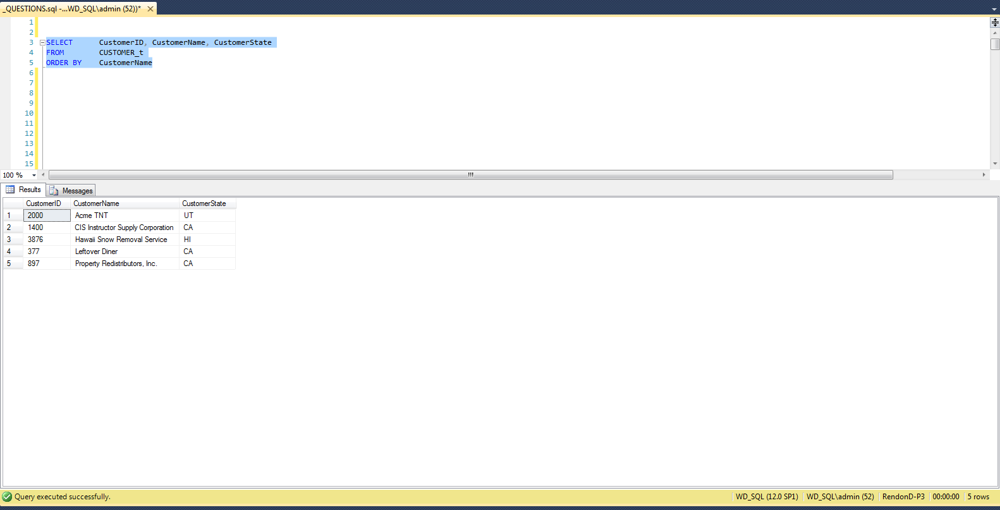 _QUESTIONS.sql -...WD_SQL\admin (52))*
1
2
3 SELECT CustomerID, CustomerName, CustomerState
4 FROM CUSTOMER_t
5 ORDER BY CustomerName
6
7
8
9
10
11
12
13
14
15
100 %
Results Messages
CustomerID CustomerName CustomerState
1 2000 Acme TNT UT
2 1400 CIS Instructor Supply Corporation CA
3 3876 Hawaii Snow Removal Service HI
4 377 Leftover Diner CA
5 897 Property Redistributors, Inc. CA
Query executed successfully. WD_SQL (12.0 SP1) WD_SQL\admin (52) RendonD-P3 00:00:00 5 rows